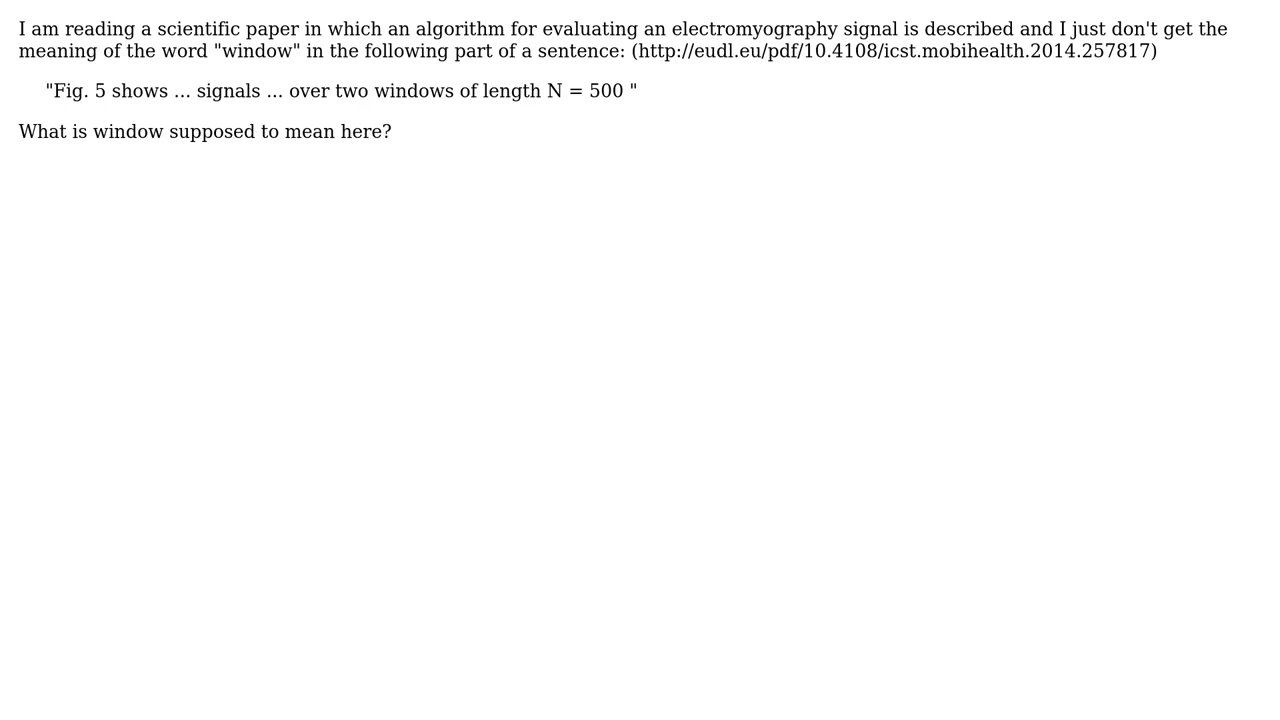 I am reading a scientific paper in which an algorithm for evaluating an electromyography signal is described and I just don't get the
meaning of the word "window" in the following part of a sentence: (http://eudl.eu/pdf/10.4108/icst.mobihealth.2014.257817)
"Fig. 5 shows ... signals ... over two windows of length N = 500 "
What is window supposed to mean here?